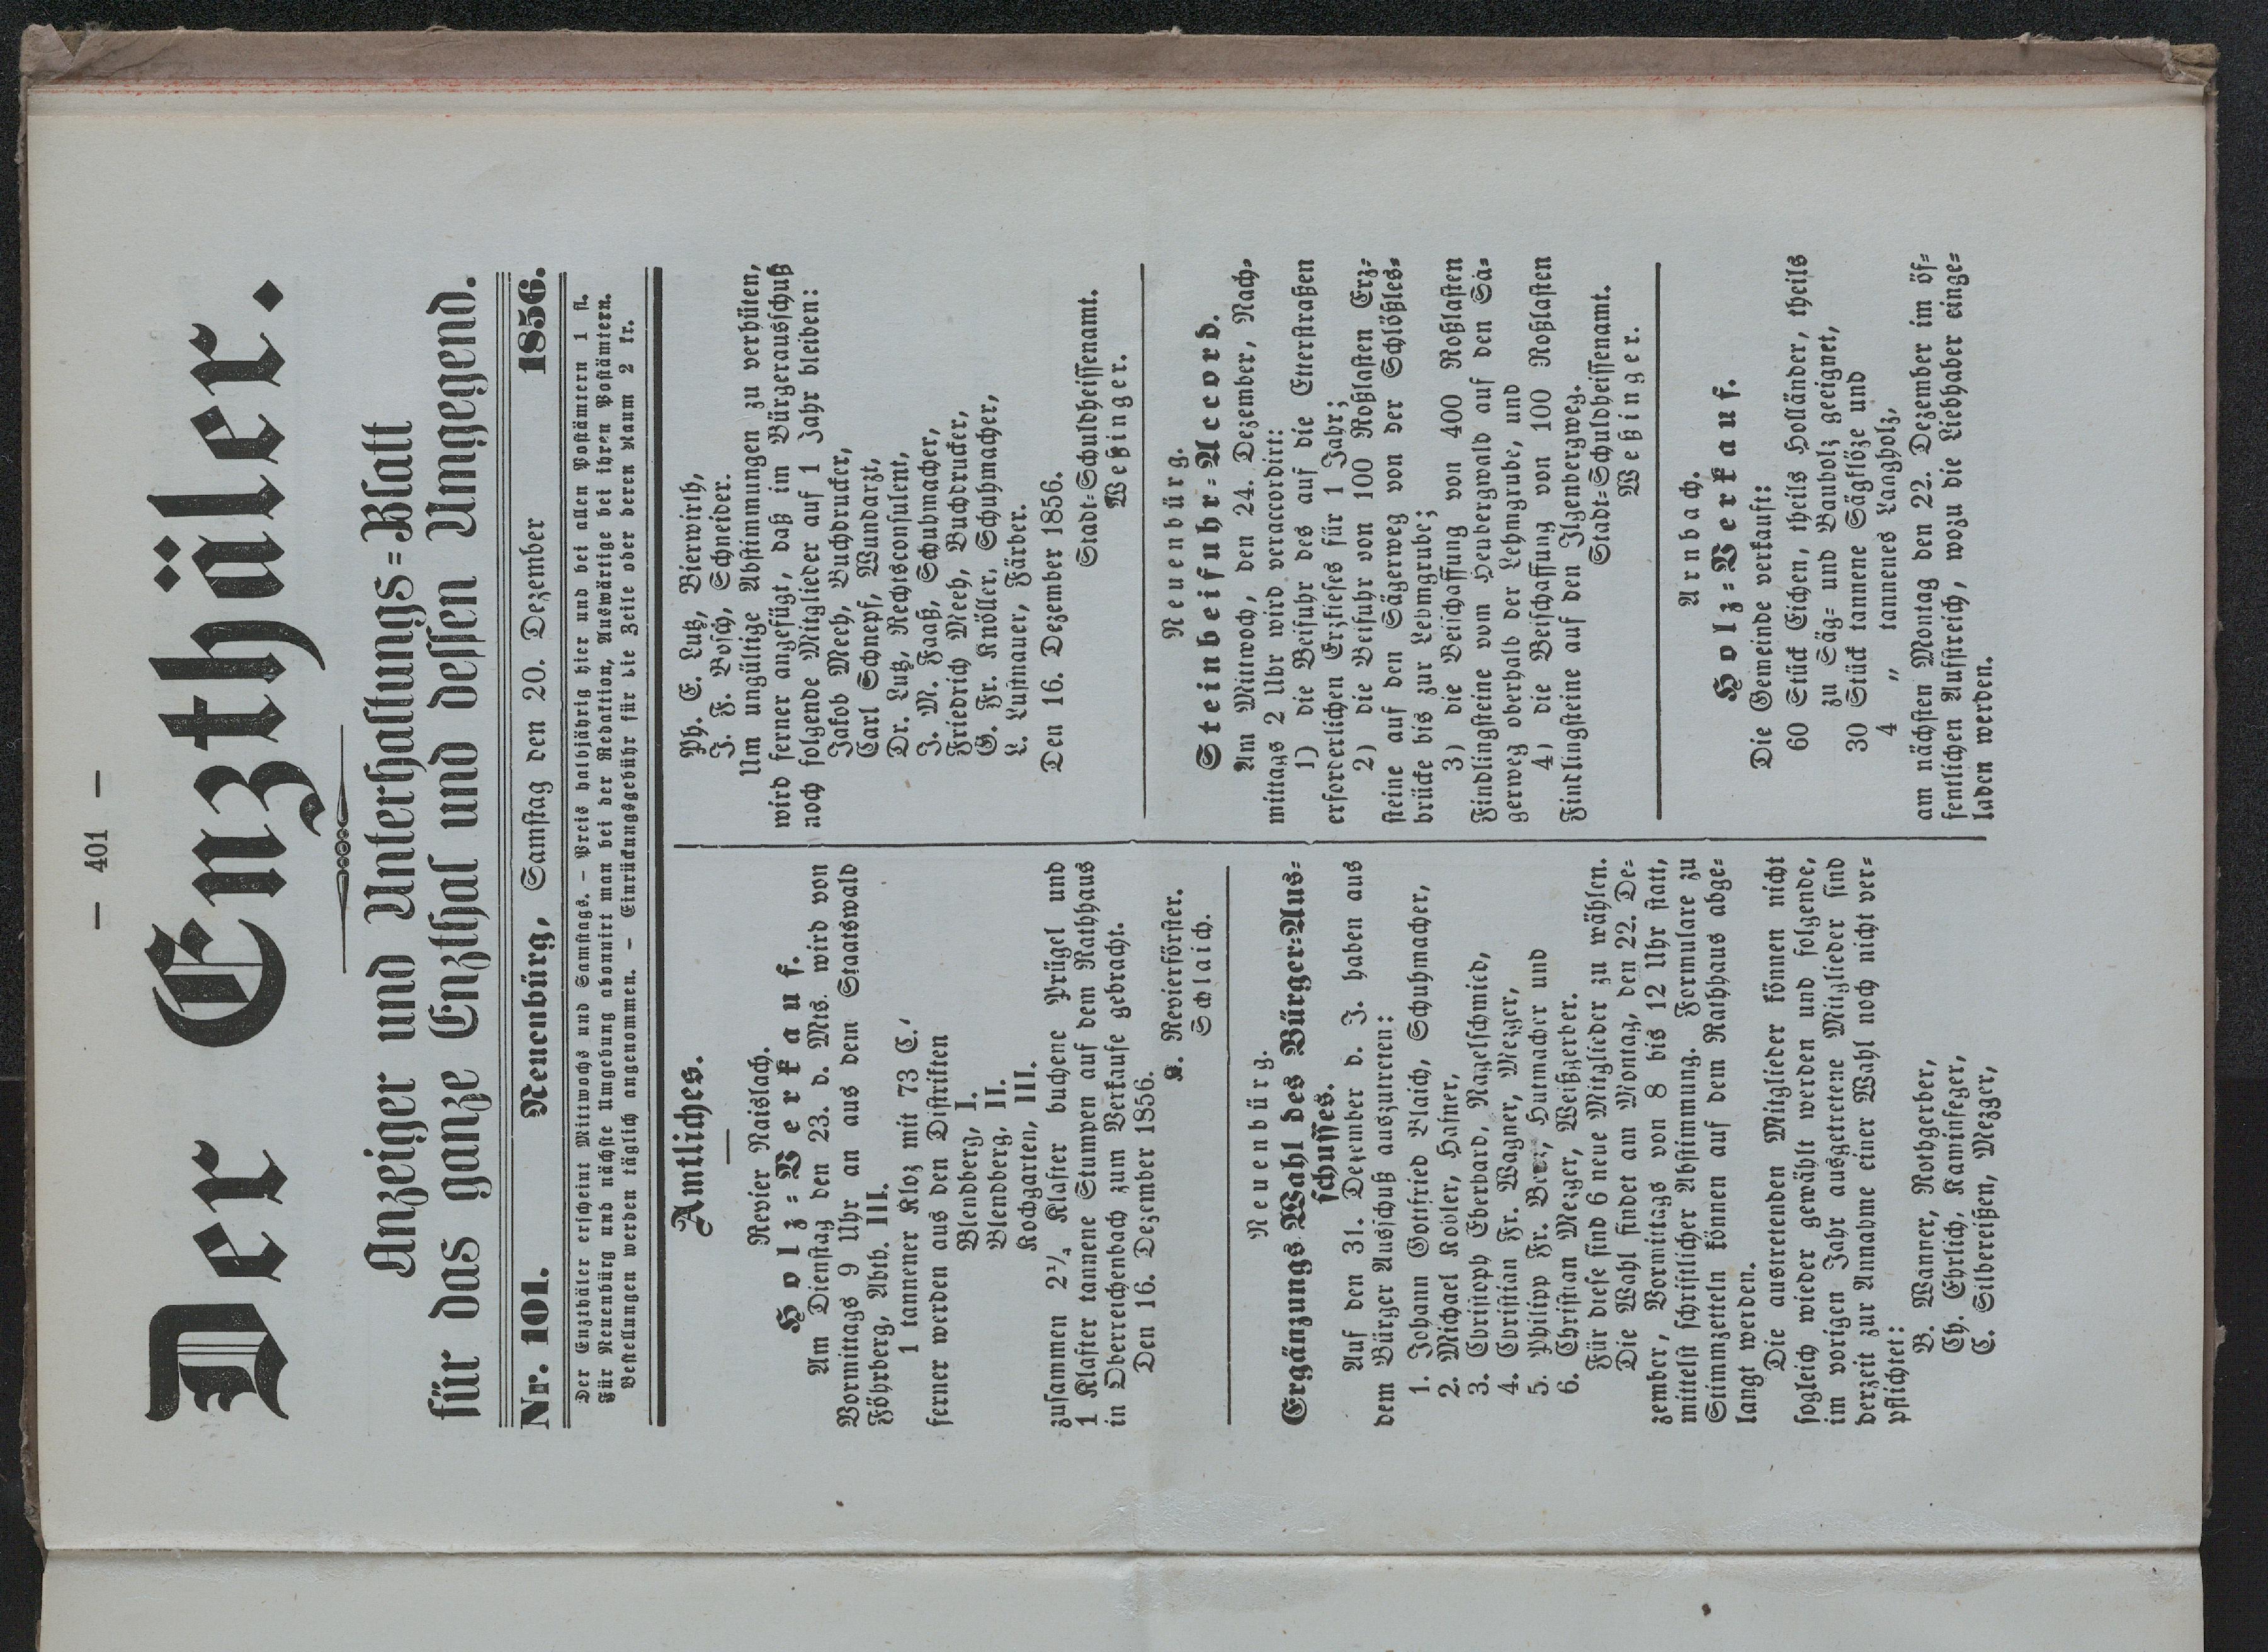 — 401 —
Der Enzthäler.
Anzeiger und Unterhaltungs-Blatt
für das ganze Enzthal und dessen Umgegend.
Nr. 101. Neuenbürg, Samstag den 20. Dezember 1856.
Der Enzthäler erscheint Mittwochs und Samstags. – Preis halbjährig hier und bei allen Postämtern 1 fl.
Für Neuenbürg und nächste Umgebung abonnirt man bei der Redaktion, Auswärtige bei ihren Postämtern.
Bestellungen werden täglich angenommen. – Einrückungsgebühr für die Zeile oder deren Raum 2 kr.
Amtliches.
Revier Naislach.
Holz-Verkauf.
Am Dienstag den 23. d. Mts. wird von
Vormittags 9 Uhr an aus dem Staatswald
Föhrberg, Abth. III.
1 tannener Kloz mit 73 C.,
ferner werden aus den Distrikten
Blendberg, I.
Blendberg, II.
Kochgarten, III.
zusammen 2¼ Klafter buchene Prügel und
1 Klafter tannene Stumpen auf dem Rathhaus
in Oberreichenbach zum Verkaufe gebracht.
Den 16. Dezember 1856.
K. Revierförster.
Schlaich.
Neuenbürg.
Ergänzungs Wahl des Bürger-Aus-
schusses.
Auf den 31. Dezember d. J. haben aus
dem Bürger Ausschuß auszutreten:
1. Johann Gottfried Blaich, Schuhmacher,
2. Michael Kobler, Hafner,
3. Christoph Eberhard, Nagelschmied,
4. Christian Fr. Wagner, Mezger,
5. Philipp Fr. Hutmacher und
6. Christian Mezger, Weißgerber.
Für diese sind 6 neue Mitglieder zu wählen.
Die Wahl findet am Montag, den 22. De-
zember, Vormittags von 8 bis 12 Uhr statt,
mittelst schriftlicher Abstimmung. Formulare zu
Stimmzetteln können auf dem Rathhaus abge-
langt werden.
Die austretenden Mitglieder können nicht
sogleich wieder gewählt werden und folgende,
im vorigen Jahr ausgetretene Mitglieder sind
derzeit zur Annahme einer Wahl noch nicht ver-
pflichtet:
B. Wanner, Rothgerber,
Ch. Ehrlich, Kaminfeger,
C. Silbereißen, Mezger,
Ph. E. Lutz, Bierwirth,
J. F. Bosch, Schneider.
Um ungültige Abstimmungen zu verhüten,
wird ferner angefügt, daß im Bürgerausschuß
noch folgende Mitglieder auf 1 Jahr bleiben:
Jakob Meeh, Buchdrucker,
Carl Schnepf, Wundarzt,
Dr. Lutz, Rechtsconsulent,
J. M. Faaß, Schuhmacher,
Friedrich Meeh, Buchdrucker,
G. Fr. Knöller, Schuhmacher,
L. Lustnauer, Färber.
Den 16. Dezember 1856.
Stadt-Schuldheissenamt.
Weßinger.
Neuenbürg.
Steinbeifuhr-Accord.
Am Mittwoch, den 24. Dezember, Nach-
mittags 2 Uhr wird veraccordirt:
1) die Beifuhr des auf die Etterstraßen
erforderlichen Erzkieses für 1 Jahr;
2) die Beifuhr von 100 Roßlasten Erz-
steine auf den Sägerweg von der Schlößles-
brücke bis zur Lehmgrube;
3) die Beischaffung von 400 Roßlasten
Findlingsteine vom Heubergwald auf den Sä-
gerweg oberhalb der Lehmgrube, und
4) die Beischaffung von 100 Roßlasten
Findlingsteine auf den Ilgenbergweg.
Stadt-Schuldheissenamt.
Weßinger.
Arnbach.
Holz-Verkauf.
Die Gemeinde verkauft:
60 Stück Eichen, theils Holländer, theils
zu Säg- und Bauholz geeignet,
30 Stück tannene Sägklöze und
4 „ tannenes Langholz,
am nächsten Montag den 22. Dezember im öf-
fentlichen Aufstreich, wozu die Liebhaber einge-
laden werden.